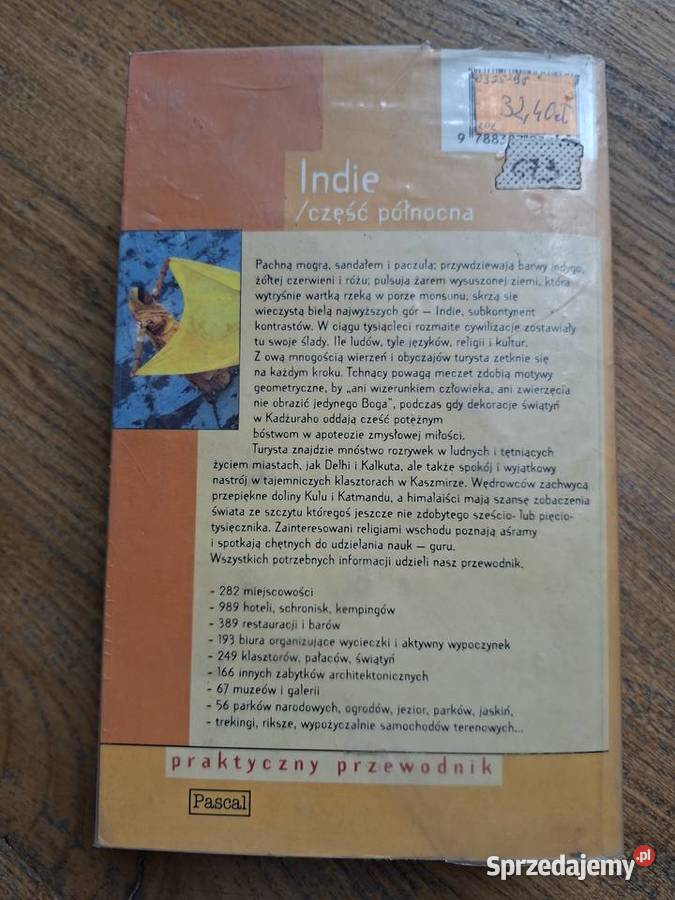 32,40zł
9 7883
673
Indie
/część północna
Pachną mogrą, sandałem i paczulą; przywdziewają barwy indygo,
żółtej czerwieni i różu; pulsują żarem wysuszonej ziemi, która
wytryśnie wartką rzeką w porze monsunu, skrzą się
wieczystą bielą najwyższych gór – Indie, subkontynent
kontrastów. W ciągu tysiącleci rozmaite cywilizacje zostawiały
tu swoje ślady. Ile ludów, tyle języków, religii i kultur.
Z ową mnogością wierzeń i obyczajów turysta zetknie się
na każdym kroku. Tchnący powagą meczet zdobią motywy
geometryczne, by „ani wizerunkiem człowieka, ani zwierzęcia
nie obrazić jedynego Boga", podczas gdy dekoracje świątyń
w Kadżuraho oddają cześć potężnym
bóstwom w apoteozie zmysłowej miłości.
Turysta znajdzie mnóstwo rozrywek w ludnych i tętniących
życiem miastach, jak Delhi i Kalkuta, ale także spokój i wyjątkowy
nastrój w tajemniczych klasztorach w Kaszmirze. Wędrowców zachwycą
przepiękne doliny Kulu i Katmandu, a himalaiści mają szansę zobaczenia
świata ze szczytu któregoś jeszcze nie zdobytego sześcio- lub pięcio-
tysięcznika. Zainteresowani religiami wschodu poznają aśramy
i spotkają chętnych do udzielania nauk – guru.
Wszystkich potrzebnych informacji udzieli nasz przewodnik.
- 282 miejscowości
- 989 hoteli, schronisk, kempingów
- 389 restauracji i barów
- 193 biura organizujące wycieczki i aktywny wypoczynek
- 249 klasztorów, pałaców, świątyń
- 166 innych zabytków architektonicznych
- 67 muzeów i galerii
- 56 parków narodowych, ogrodów, jezior, parków, jaskiń,
- trekingi, riksze, wypożyczalnie samochodów terenowych...
praktyczny przewodnik
Pascal
Sprzedajemy.pl